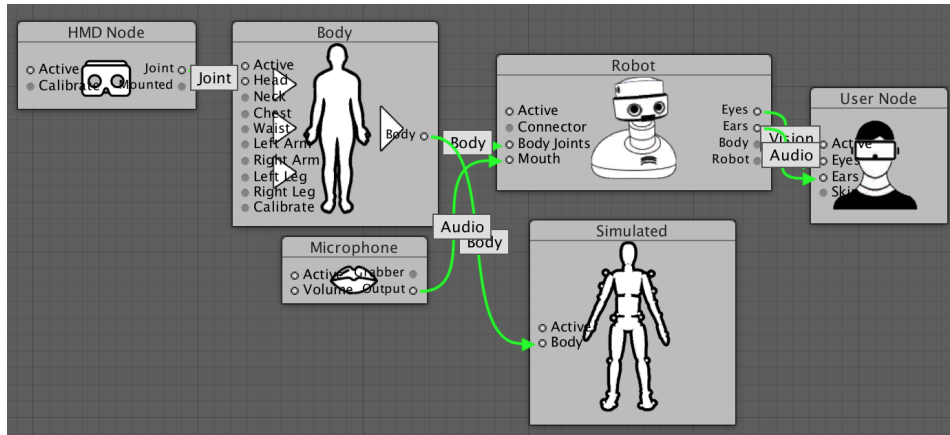 HMD Node
Active
Calibrate
Joint
Mounted
Joint
Body
Active
Head
Neck
Chest
Waist
Left Arm
Right Arm
Left Leg
Right Leg
Calibrate
Body
Body
Robot
Active
Connector
Body Joints
Mouth
Eyes
Ears
Body
Robot
Vision
Audio
User Node
Active
Eyes
Ears
Skin
Microphone
Active
Volume
Grabber
Output
Audio
Body
Simulated
Active
Body